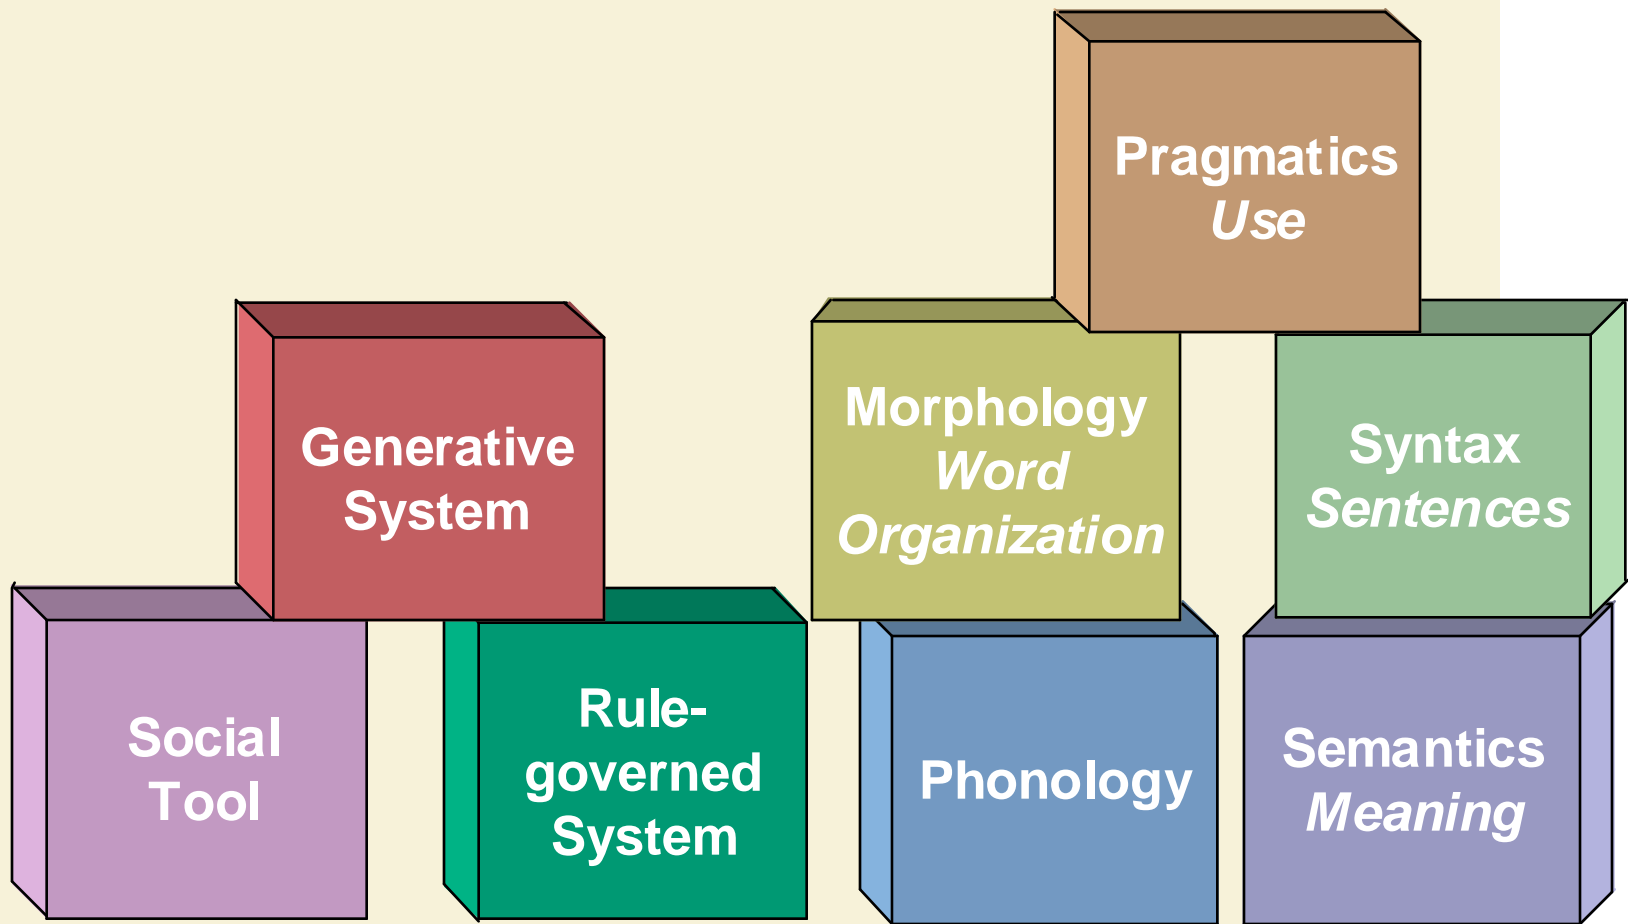 Pragmatics
Use
Generative
System
Morphology
Word
Organization
Syntax
Sentences
Social
Tool
Rule-
governed
System
Phonology
Semantics
Meaning